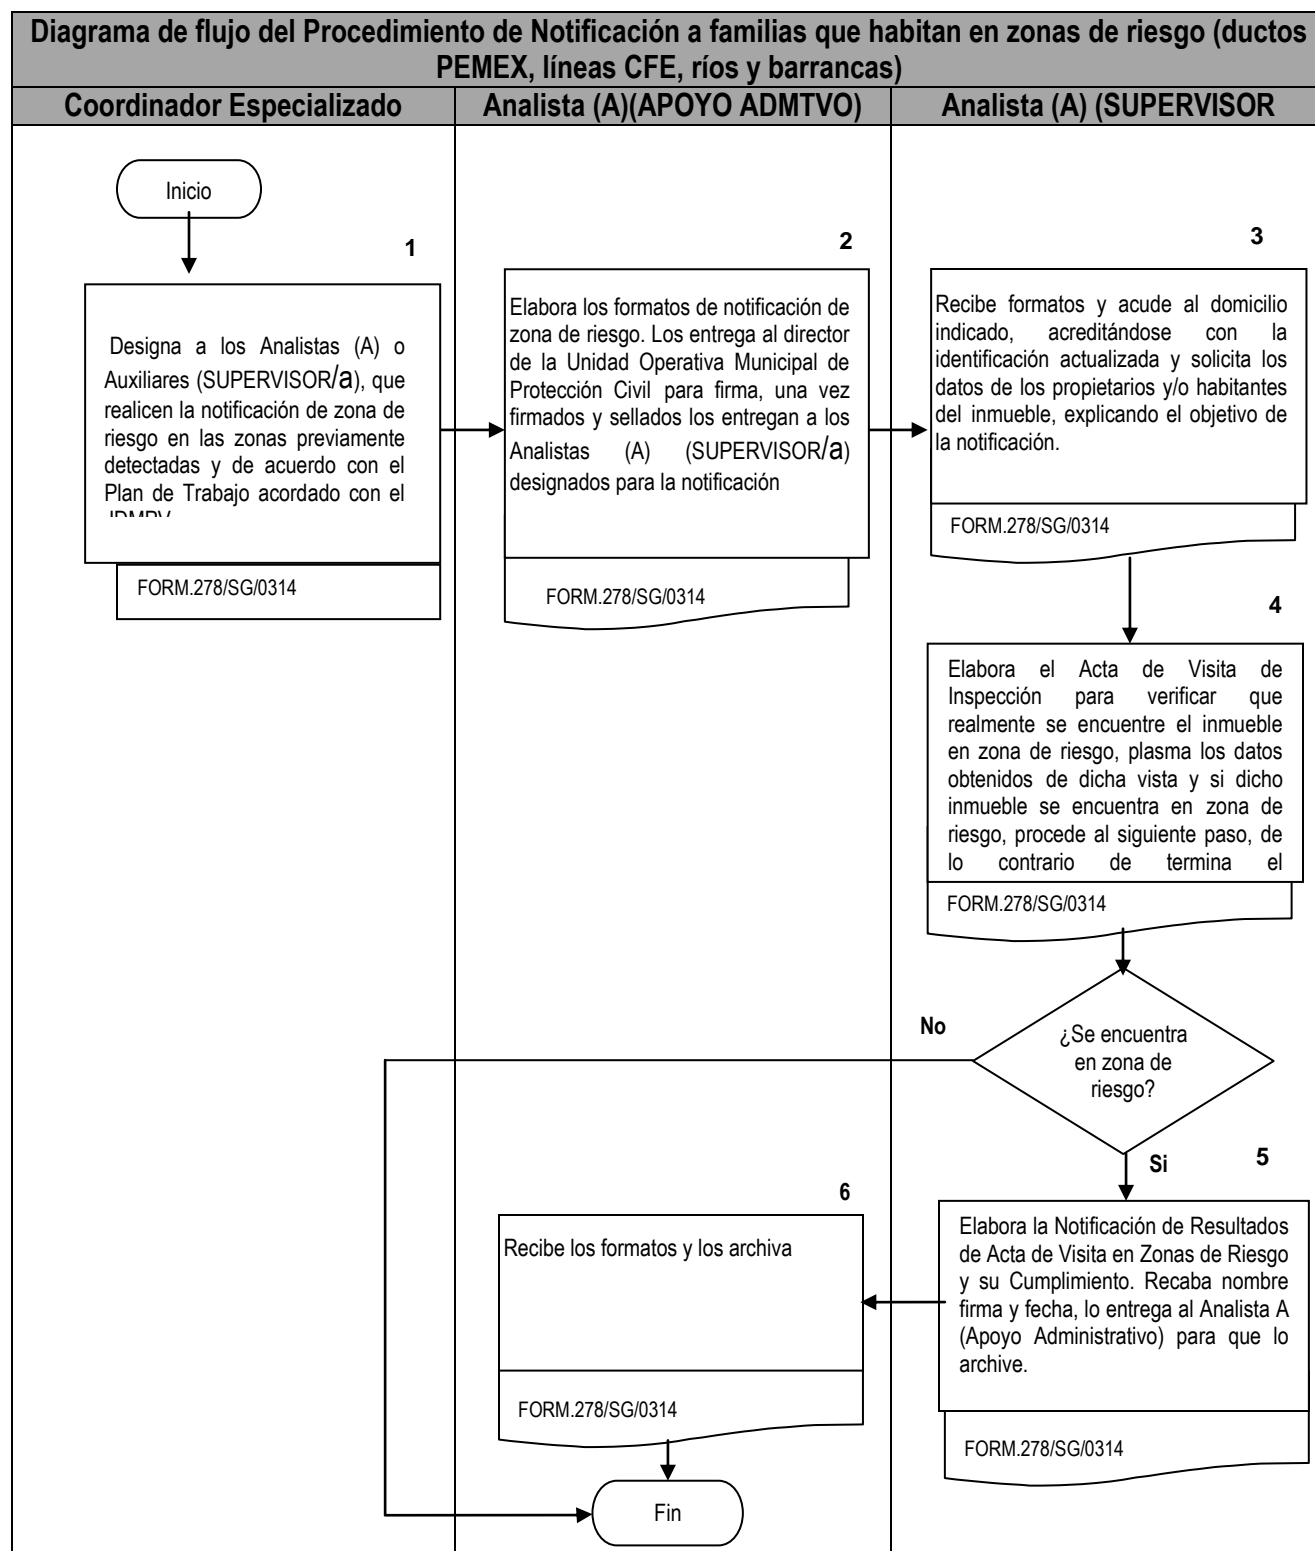 Diagrama de flujo del Procedimiento de Notificación a familias que habitan en zonas de riesgo (ductos
PEMEX, líneas CFE, ríos y barrancas)
Coordinador Especializado
Analista (A)(APOYO ADMTVO)
Analista (A) (SUPERVISOR
Inicio
1
Designa a los Analistas (A) o
Auxiliares (SUPERVISOR/a), que
realicen la notificación de zona de
riesgo en las zonas previamente
detectadas y de acuerdo con el
Plan de Trabajo acordado con el
FORM.278/SG/0314
2
Elabora los formatos de notificación de
zona de riesgo. Los entrega al director
de la Unidad Operativa Municipal de
Protección Civil para firma, una vez
firmados y sellados los entregan a los
Analistas (A) (SUPERVISOR/a)
designados para la notificación
FORM.278/SG/0314
3
Recibe formatos y acude al domicilio
indicado, acreditándose con la
identificación actualizada y solicita los
datos de los propietarios y/o habitantes
del inmueble, explicando el objetivo de
la notificación.
FORM.278/SG/0314
4
Elabora el Acta de Visita de
Inspección para verificar que
realmente se encuentre el inmueble
en zona de riesgo, plasma los datos
obtenidos de dicha vista y si dicho
inmueble se encuentra en zona de
riesgo, procede al siguiente paso, de
lo contrario de termina el
FORM.278/SG/0314
¿Se encuentra
en zona de
riesgo?
No
Si
5
Elabora la Notificación de Resultados
de Acta de Visita en Zonas de Riesgo
y su Cumplimiento. Recaba nombre
firma y fecha, lo entrega al Analista A
(Apoyo Administrativo) para que lo
archive.
FORM.278/SG/0314
6
Recibe los formatos y los archiva
FORM.278/SG/0314
Fin